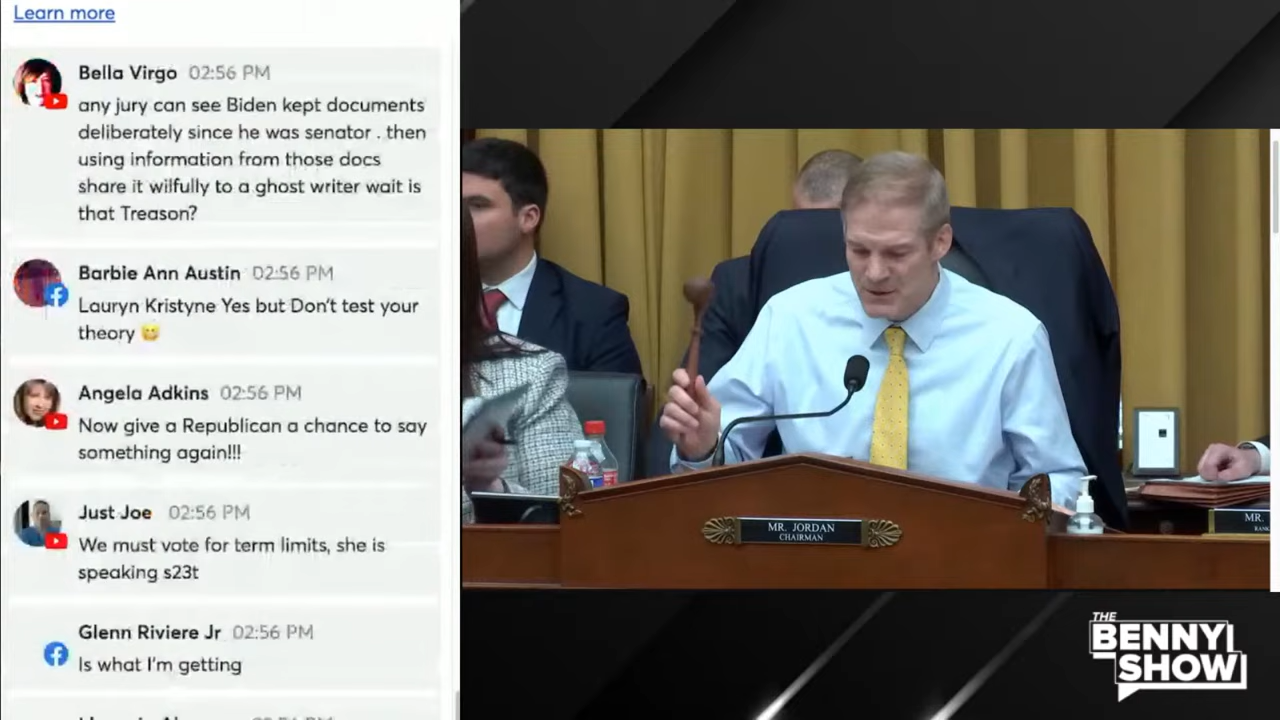 Learn more
Bella Virgo 02:56 PM
any jury can see Biden kept documents
deliberately since he was senator . then
using information from those docs
share it wilfully to a ghost writer wait is
that Treason?
Barbie Ann Austin 02:56 PM
Lauryn Kristyne Yes but Don't test your
theory 😄
Angela Adkins 02:56 PM
Now give a Republican a chance to say
something again!!!
Just Joe 02:56 PM
We must vote for term limits, she is
speaking s23t
Glenn Riviere Jr 02:56 PM
Is what I'm getting
MR. JORDAN
CHAIRMAN
MR.
THE
BENNY
SHOW